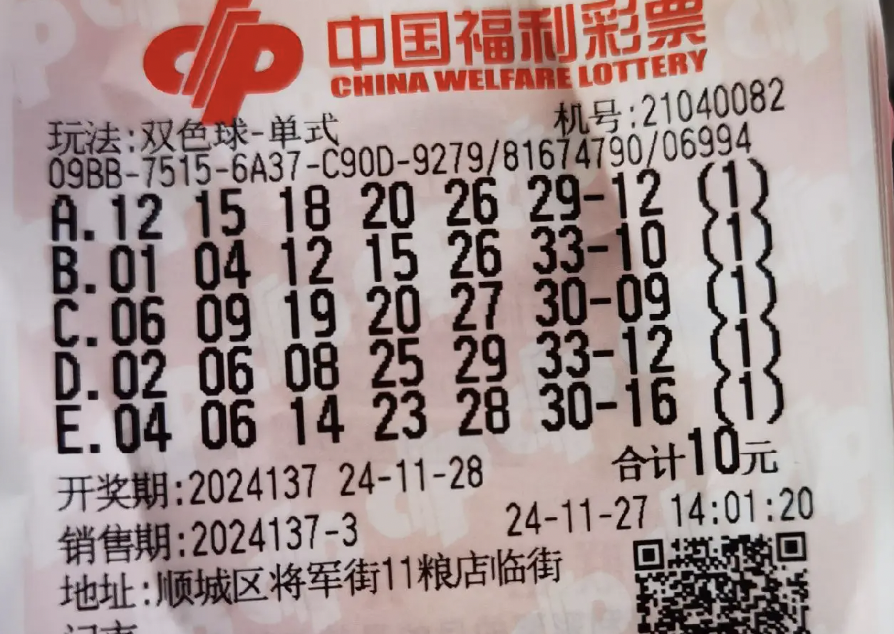 中国福利彩票
CHINA WELFARE LOTTERY
玩法:双色球-单式 机号:21040082
09BB-7515-6A37-C90D-9279/81674790/06994
A.12 15 18 20 26 29-12 (1)
B.01 04 12 15 26 33-10 (1)
C.06 09 19 20 27 30-09 (1)
D.02 06 08 25 29 33-12 (1)
E.04 06 14 23 28 30-16 (1)
开奖期:2024137 24-11-28 合计10元
销售期:2024137-3 24-11-27 14:01:20
地址:顺城区将军街11粮店临街